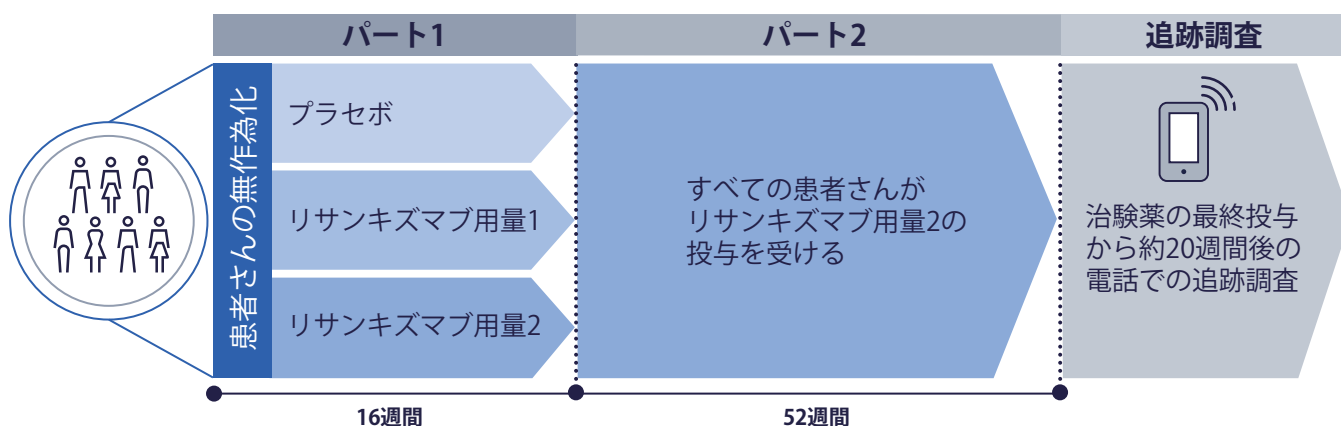 パート1
パート2
追跡調査
患者さんの無作為化
プラセボ
リサンキズマブ用量1
リサンキズマブ用量2
すべての患者さんが
リサンキズマブ用量2の
投与を受ける
治験薬の最終投与
から約20週間後の
電話での追跡調査
16週間
52週間